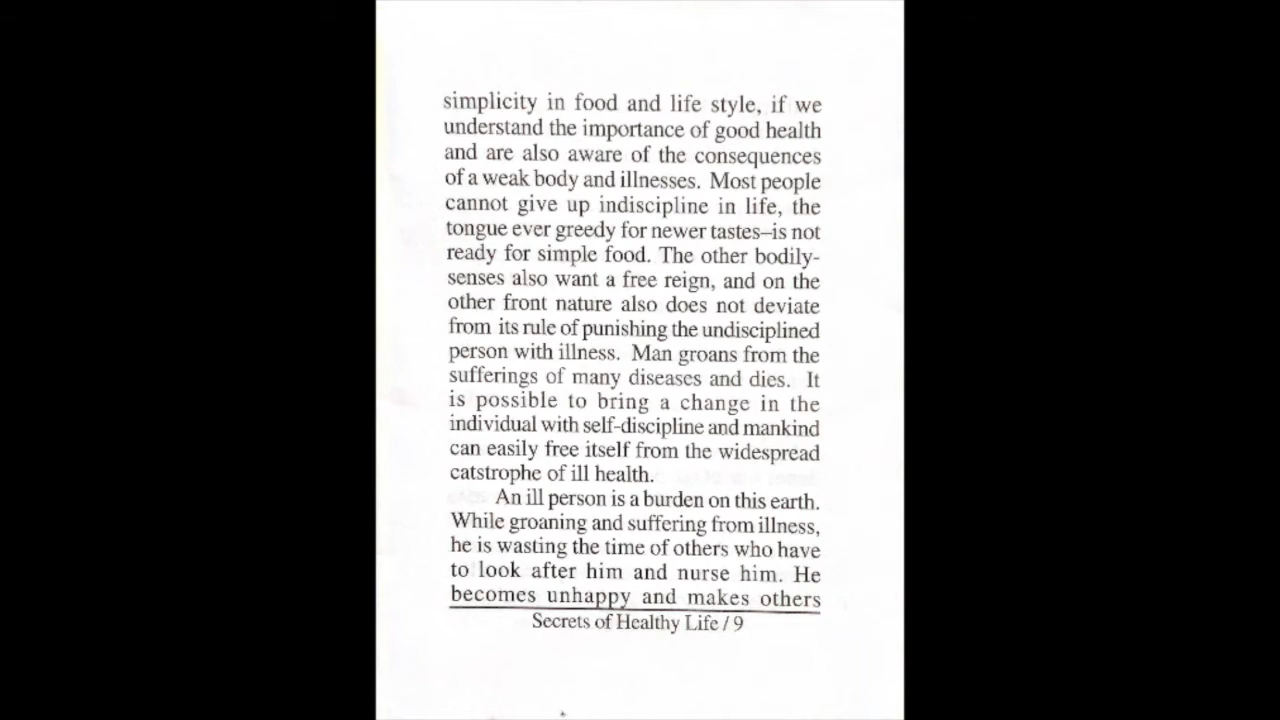 simplicity in food and life style, if we
understand the importance of good health
and are also aware of the consequences
of a weak body and illnesses. Most people
cannot give up indiscipline in life, the
tongue ever greedy for newer tastes–is not
ready for simple food. The other bodily-
senses also want a free reign, and on the
other front nature also does not deviate
from its rule of punishing the undisciplined
person with illness. Man groans from the
sufferings of many diseases and dies. It
is possible to bring a change in the
individual with self-discipline and mankind
can easily free itself from the widespread
catstrophe of ill health.
An ill person is a burden on this earth.
While groaning and suffering from illness,
he is wasting the time of others who have
to look after him and nurse him. He
becomes unhappy and makes others
Secrets of Healthy Life / 9